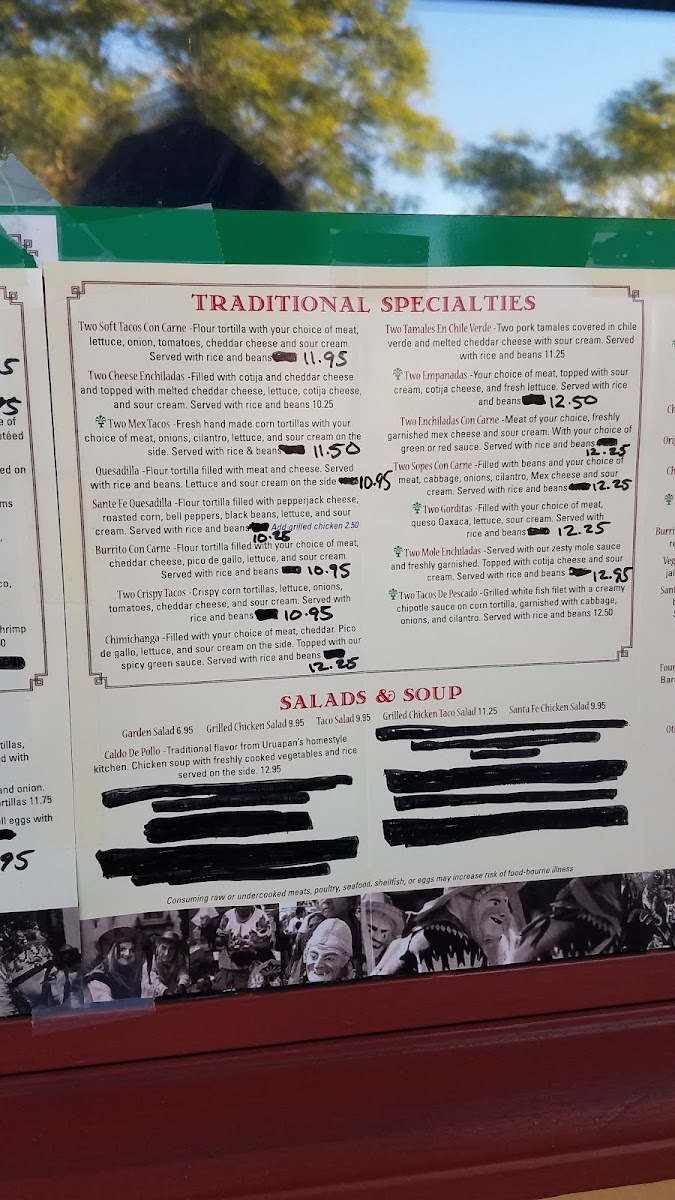 TRADITIONAL SPECIALTIES
Two Soft Tacos Con Carne -Flour tortilla with your choice of meat,
lettuce, onion, tomatoes, cheddar cheese and sour cream.
Served with rice and beans 11.95
Two Cheese Enchiladas -Filled with cotija and cheddar cheese
and topped with melted cheddar cheese, lettuce, cotija cheese,
and sour cream. Served with rice and beans 10.25
Two Mex Tacos -Fresh hand made corn tortillas with your
choice of meat, onions, cilantro, lettuce, and sour cream on the
side. Served with rice & beans 11.50
Quesadilla -Flour tortilla filled with meat and cheese. Served
with rice and beans. Lettuce and sour cream on the side 10.95
Sante Fe Quesadilla -Flour tortilla filled with pepperjack cheese,
roasted corn, bell peppers, black beans, lettuce, and sour
cream. Served with rice and beans Add grilled chicken 2.50
10.25
Burrito Con Carne -Flour tortilla filled with your choice of meat,
cheddar cheese, pico de gallo, lettuce, and sour cream.
Served with rice and beans 10.95
Two Crispy Tacos -Crispy corn tortillas, lettuce, onions,
tomatoes, cheddar cheese, and sour cream. Served with
rice and beans 10.95
Chimichanga -Filled with your choice of meat, cheddar. Pico
de gallo, lettuce, and sour cream on the side. Topped with our
spicy green sauce. Served with rice and beans
12.25
Two Tamales En Chile Verde -Two pork tamales covered in chile
verde and melted cheddar cheese with sour cream. Served
with rice and beans 11.25
Two Empanadas -Your choice of meat, topped with sour
cream, cotija cheese, and fresh lettuce. Served with rice
and beans 12.50
Two Enchiladas Con Carne -Meat of your choice, freshly
garnished mex cheese and sour cream. With your choice of
green or red sauce. Served with rice and beans
12.25
Two Sopes Con Carne -Filled with beans and your choice of
meat, cabbage, onions, cilantro, Mex cheese and sour
cream. Served with rice and beans 12.25
Two Gorditas -Filled with your choice of meat,
queso Oaxaca, lettuce, sour cream. Served with
rice and beans 12.25
Two Mole Enchiladas -Served with our zesty mole sauce
and freshly garnished. Topped with cotija cheese and sour
cream. Served with rice and beans 12.95
Two Tacos De Pescado -Grilled white fish filet with a creamy
chipotle sauce on corn tortilla, garnished with cabbage,
onions, and cilantro. Served with rice and beans 12.50
SALADS & SOUP
Garden Salad 6.95 Grilled Chicken Salad 9.95 Taco Salad 9.95 Grilled Chicken Taco Salad 11.25 Santa Fe Chicken Salad 9.95
Caldo De Pollo -Traditional flavor from Uruapan's homestyle
kitchen. Chicken soup with freshly cooked vegetables and rice
served on the side. 12.95
Consuming raw or undercooked meats, poultry, seafood, shellfish, or eggs may increase risk of food-bourne illness